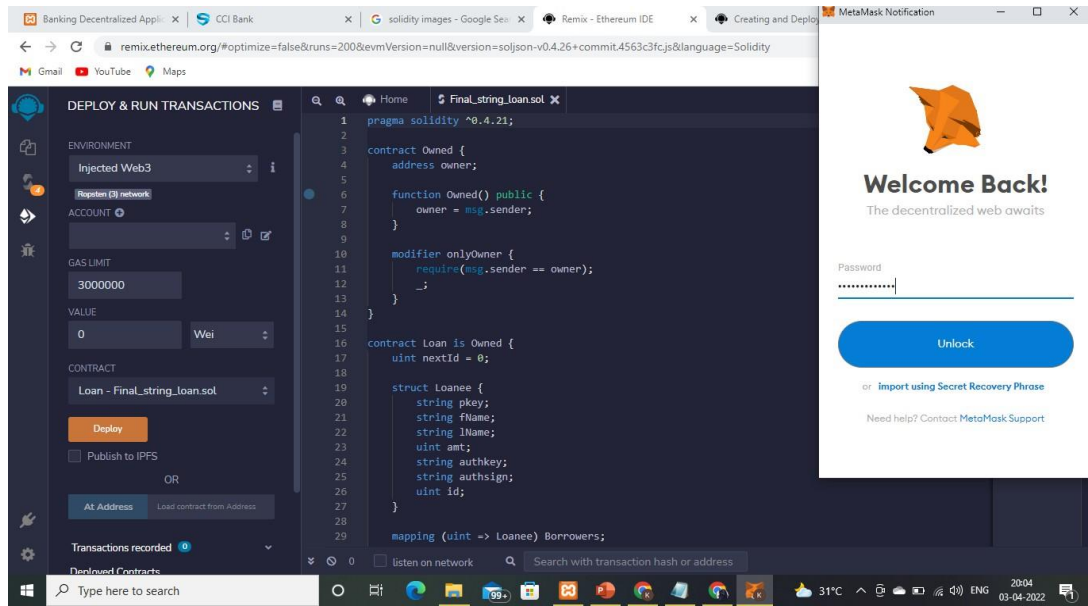 Banking Decentralized Applic
CCI Bank
solidity images - Google Sea
Remix - Ethereum IDE
Creating and Deploy
MetaMask Notification
remix.ethereum.org/#optimize=false&runs=200&evmVersion=null&version=soljson-v0.4.26+commit.4563c3fc.js&language=Solidity
Gmail
YouTube
Maps
DEPLOY & RUN TRANSACTIONS
ENVIRONMENT
Injected Web3
i
Ropsten (3) network
ACCOUNT
GAS LIMIT
3000000
VALUE
0
Wei
CONTRACT
Loan - Final_string_loan.sol
Deploy
Publish to IPFS
OR
At Address
Load contract from Address
Transactions recorded 0
Deployed Contracts
Home
Final_string_loan.sol
1 pragma solidity ^0.4.21;
2
3 contract Owned {
4 address owner;
5
6 function Owned() public {
7 owner = msg.sender;
8 }
9
10 modifier onlyOwner {
11 require(msg.sender == owner);
12 _;
13 }
14 }
15
16 contract Loan is Owned {
17 uint nextId = 0;
18
19 struct Loanee {
20 string pkey;
21 string fName;
22 string lName;
23 uint amt;
24 string authkey;
25 string authsign;
26 uint id;
27 }
28
29 mapping (uint => Loanee) Borrowers;
0
listen on network
Search with transaction hash or address
Welcome Back!
The decentralized web awaits
Password
•••••••••••••
Unlock
or import using Secret Recovery Phrase
Need help? Contact MetaMask Support
Type here to search
99+
31°C
ENG
20:04
03-04-2022